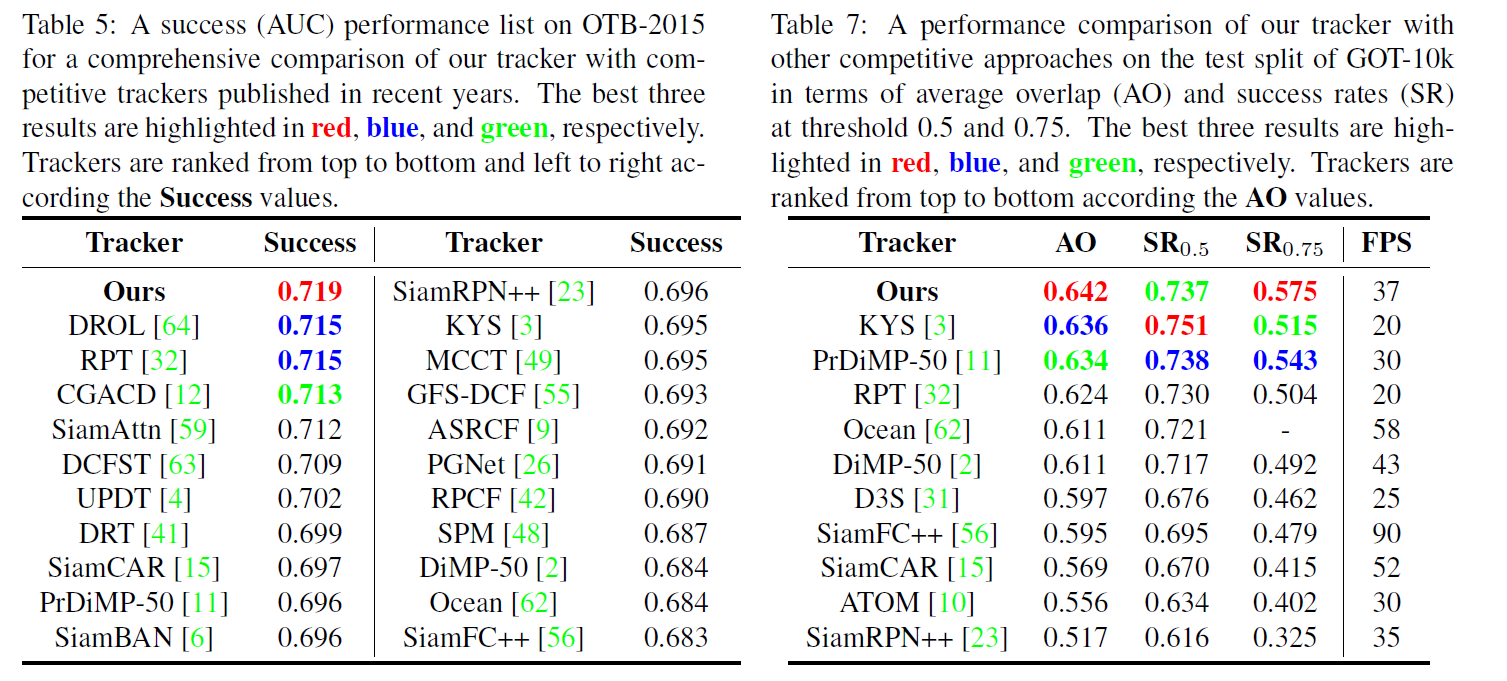 Table 5: A success (AUC) performance list on OTB-2015
for a comprehensive comparison of our tracker with com-
petitive trackers published in recent years. The best three
results are highlighted in red, blue, and green, respectively.
Trackers are ranked from top to bottom and left to right ac-
cording the Success values.
Tracker Success Tracker Success
Ours 0.719 SiamRPN++ [23] 0.696
DROL [64] 0.715 KYS [3] 0.695
RPT [32] 0.715 MCCT [49] 0.695
CGACD [12] 0.713 GFS-DCF [55] 0.693
SiamAttn [59] 0.712 ASRCF [9] 0.692
DCFST [63] 0.709 PGNet [26] 0.691
UPDT [4] 0.702 RPCF [42] 0.690
DRT [41] 0.699 SPM [48] 0.687
SiamCAR [15] 0.697 DiMP-50 [2] 0.684
PrDiMP-50 [11] 0.696 Ocean [62] 0.684
SiamBAN [6] 0.696 SiamFC++ [56] 0.683
Table 7: A performance comparison of our tracker with
other competitive approaches on the test split of GOT-10k
in terms of average overlap (AO) and success rates (SR)
at threshold 0.5 and 0.75. The best three results are high-
lighted in red, blue, and green, respectively. Trackers are
ranked from top to bottom according the AO values.
Tracker AO SR0.5 SR0.75 FPS
Ours 0.642 0.737 0.575 37
KYS [3] 0.636 0.751 0.515 20
PrDiMP-50 [11] 0.634 0.738 0.543 30
RPT [32] 0.624 0.730 0.504 20
Ocean [62] 0.611 0.721 - 58
DiMP-50 [2] 0.611 0.717 0.492 43
D3S [31] 0.597 0.676 0.462 25
SiamFC++ [56] 0.595 0.695 0.479 90
SiamCAR [15] 0.569 0.670 0.415 52
ATOM [10] 0.556 0.634 0.402 30
SiamRPN++ [23] 0.517 0.616 0.325 35